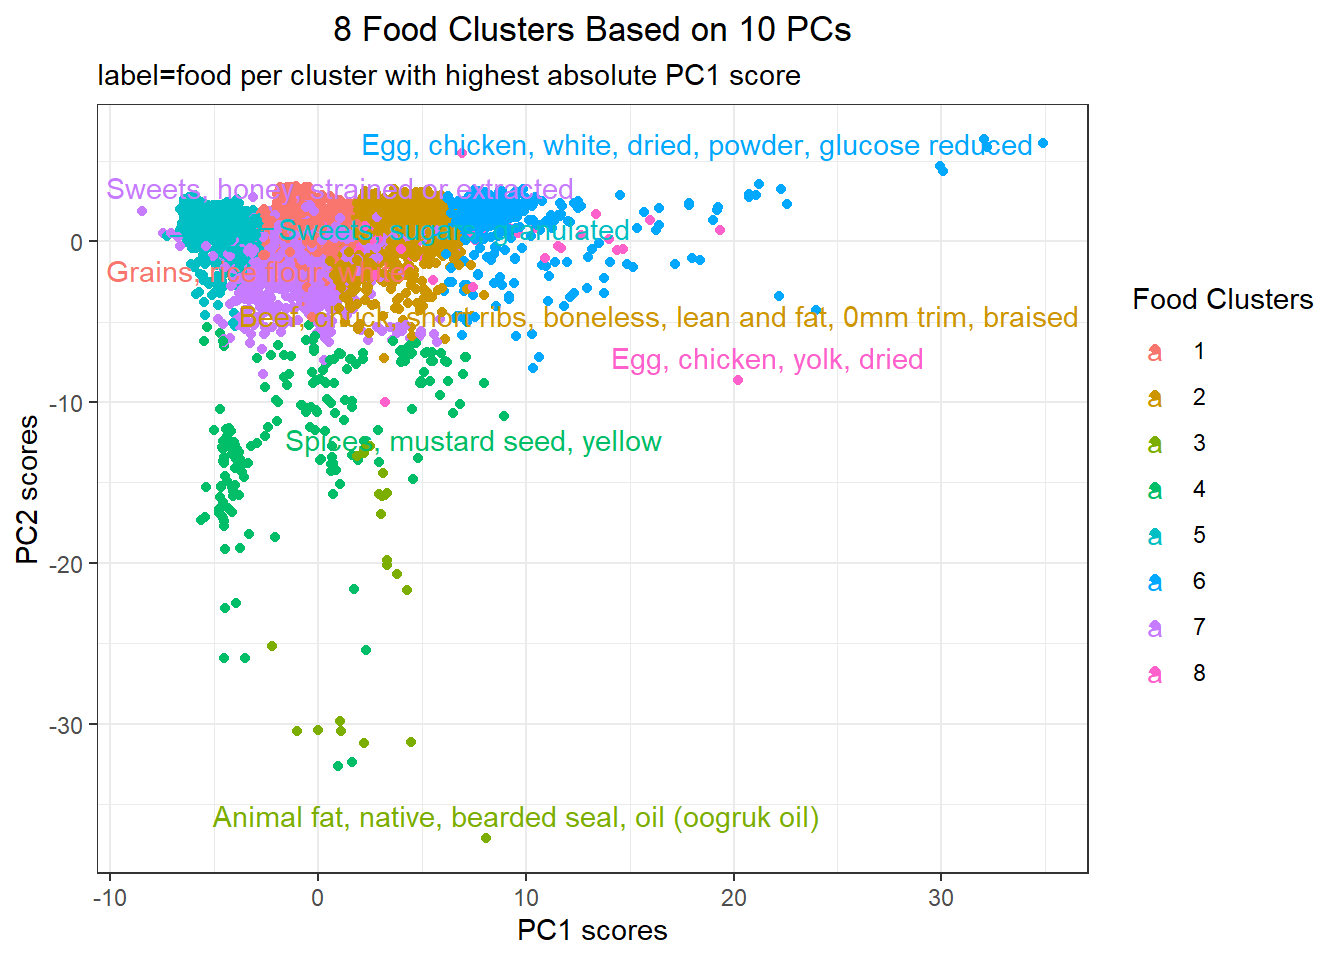 8 Food Clusters Based on 10 PCs
label=food per cluster with highest absolute PC1 score
Egg, chicken, white, dried, powder, glucose reduced
Sweets, honey, strained or extracted
Sweets, sugars, granulated
Grains, rice flour, white
Beef, chuck, short ribs, boneless, lean and fat, 0mm trim, braised
Egg, chicken, yolk, dried
Spices, mustard seed, yellow
Animal fat, native, bearded seal, oil (oogruk oil)
0
-10
-20
-30
PC2 scores
-10 0 10 20 30
PC1 scores
Food Clusters
a 1
a 2
a 3
a 4
a 5
a 6
a 7
a 8